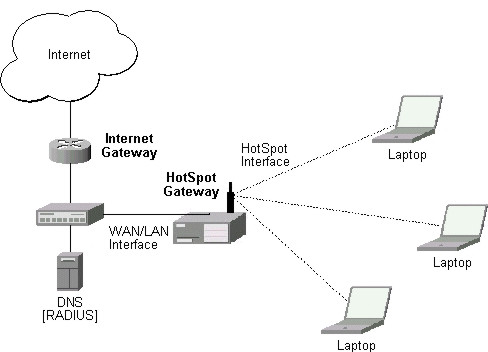 Internet
Internet
Gateway
HotSpot
Gateway
HotSpot
Interface
Laptop
WAN/LAN
Interface
Laptop
DNS
[RADIUS]
Laptop